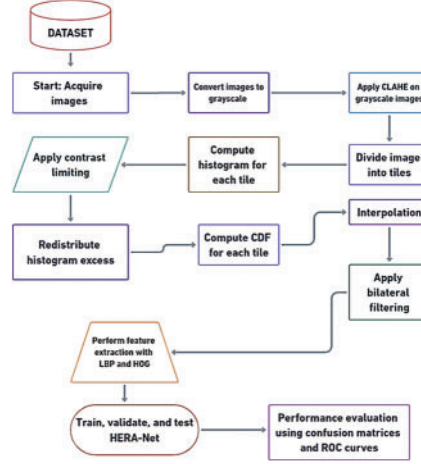 DATASET
Start: Acquire
images
Convert images to
grayscale
Apply CLAHE on
grayscale images
Divide image
into tiles
Compute
histogram for
each tile
Apply contrast
limiting
Redistribute
histogram excess
Compute CDF
for each tile
Interpolation
Apply
bilateral
filtering
Perform feature
extraction with
LBP and HOG
Train, validate, and test
HERA-Net
Performance evaluation
using confusion matrices
and ROC curves